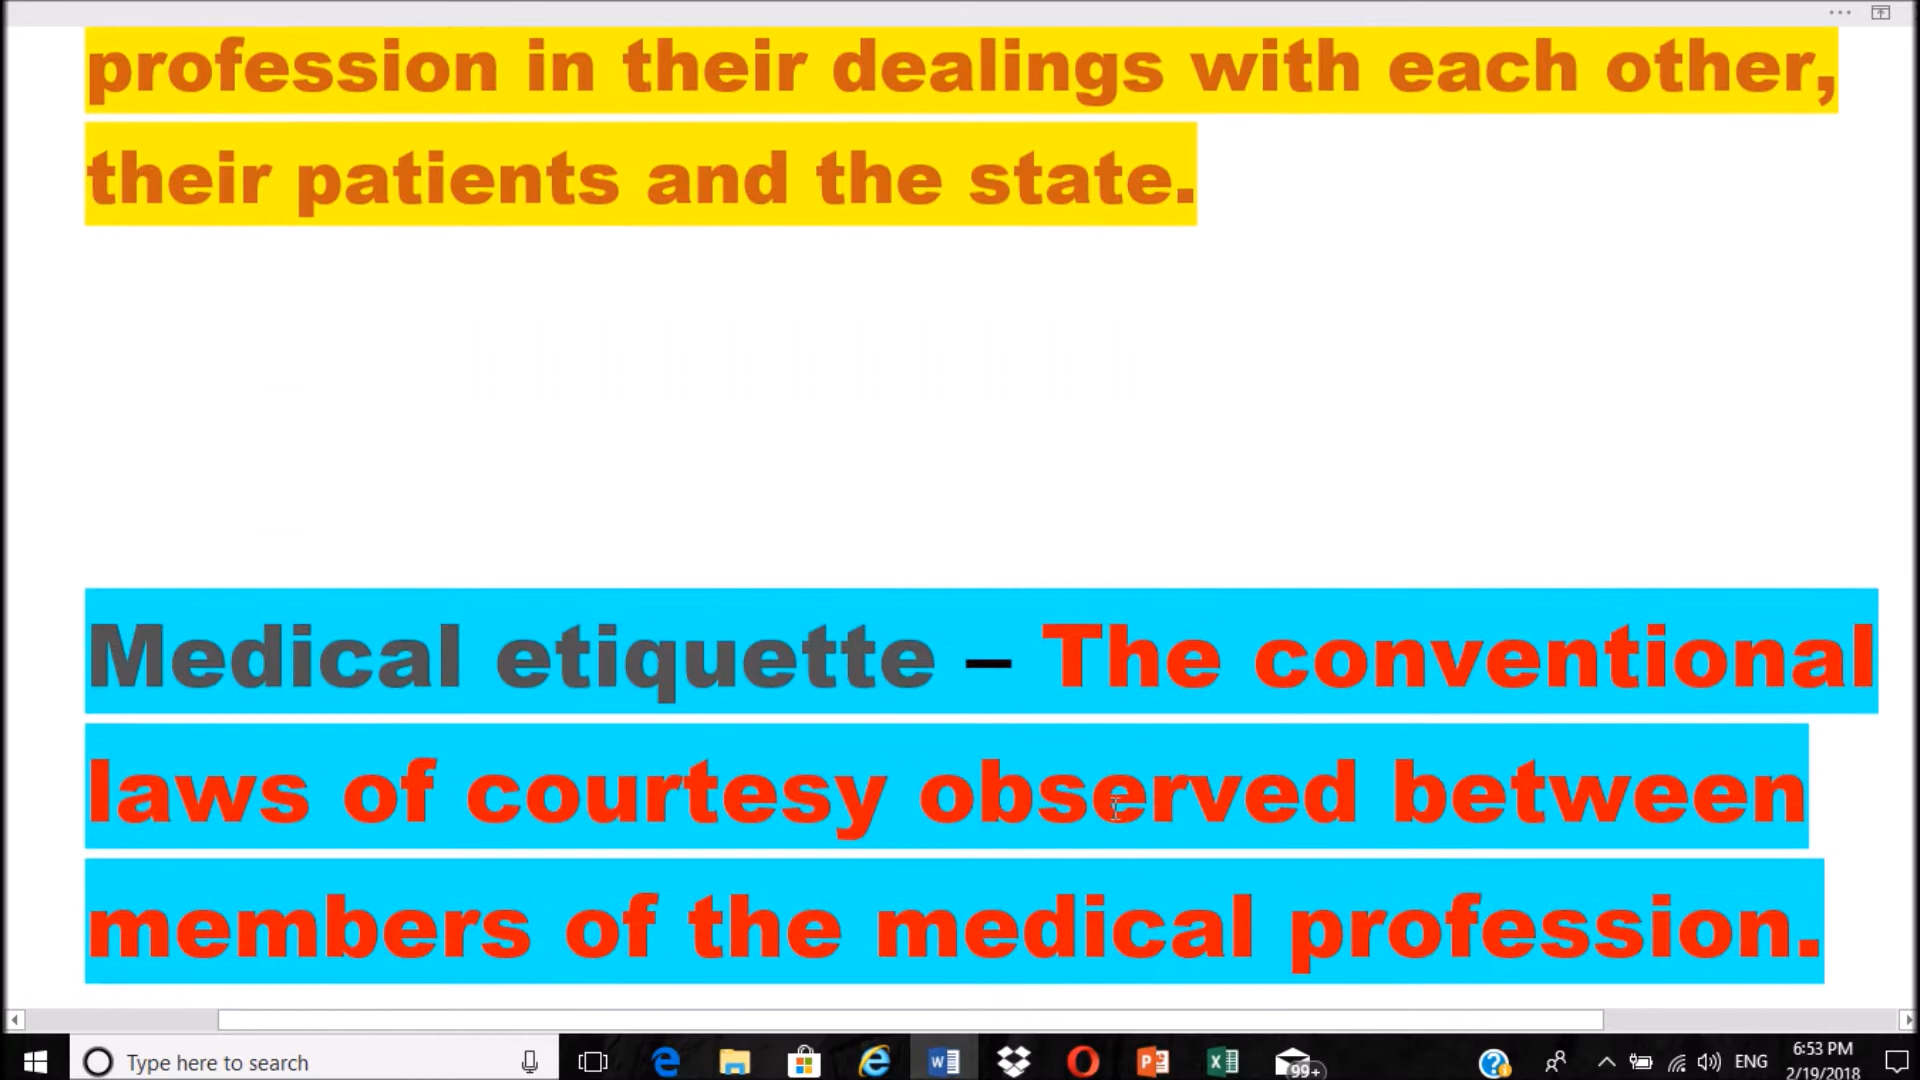 profession in their dealings with each other,
their patients and the state.
Medical etiquette – The conventional
laws of courtesy observed between
members of the medical profession.
Type here to search
99+
ENG
6:53 PM
2/19/2018